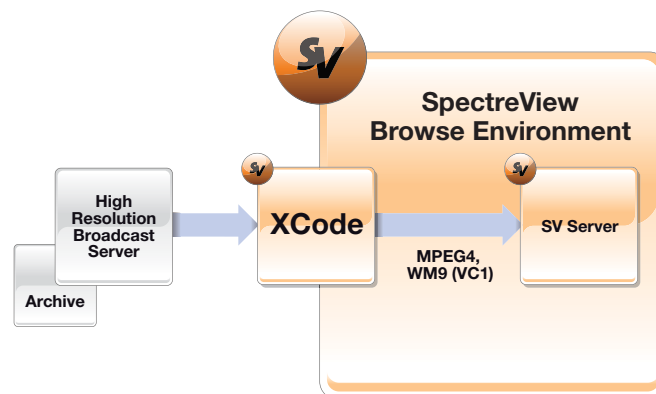 SV
SpectreView
Browse Environment
SV
SV
High
Resolution
Broadcast
Server
XCode
SV Server
MPEG4,
WM9 (VC1)
Archive